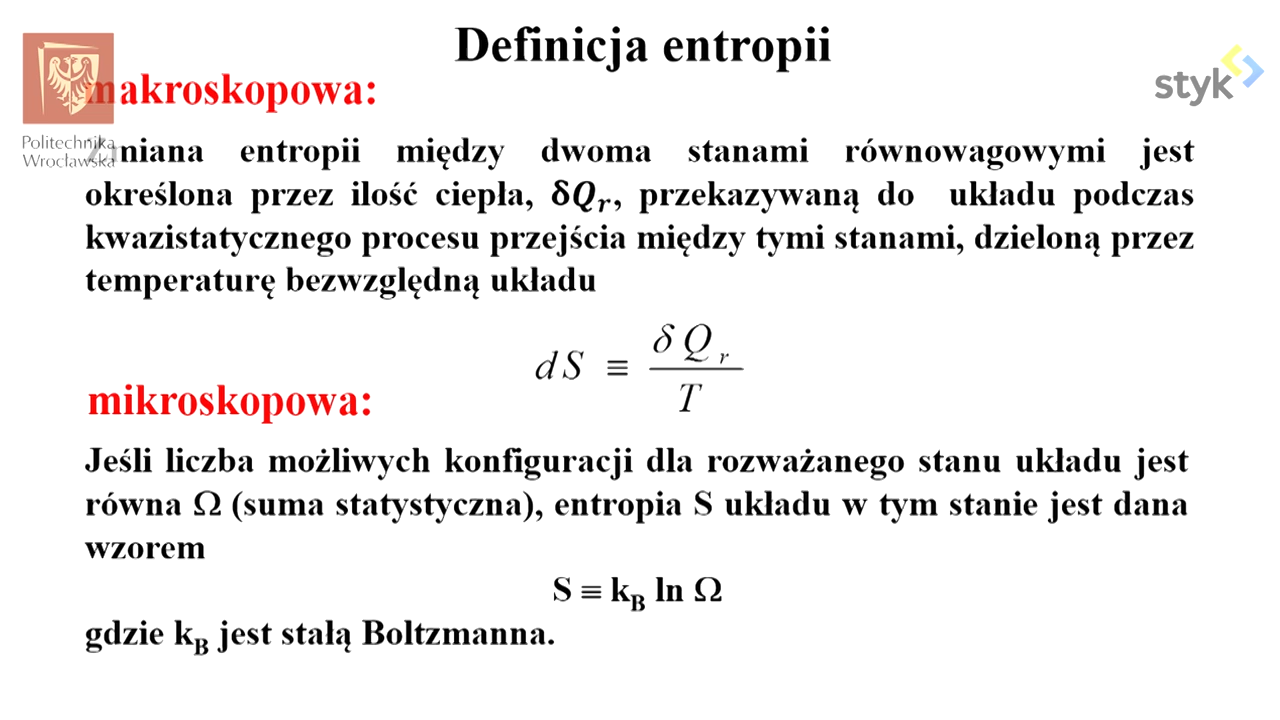 Definicja entropii
makroskopowa:
styk
Politechnika
Wrocławska
Zmiana entropii między dwoma stanami równowagowymi jest
określona przez ilość ciepła, δQr, przekazywaną do układu podczas
kwazistatycznego procesu przejścia między tymi stanami, dzieloną przez
temperaturę bezwzględną układu
dS ≡ δQr / T
mikroskopowa:
Jeśli liczba możliwych konfiguracji dla rozważanego stanu układu jest
równa Ω (suma statystyczna), entropia S układu w tym stanie jest dana
wzorem
S ≡ kB ln Ω
gdzie kB jest stałą Boltzmanna.